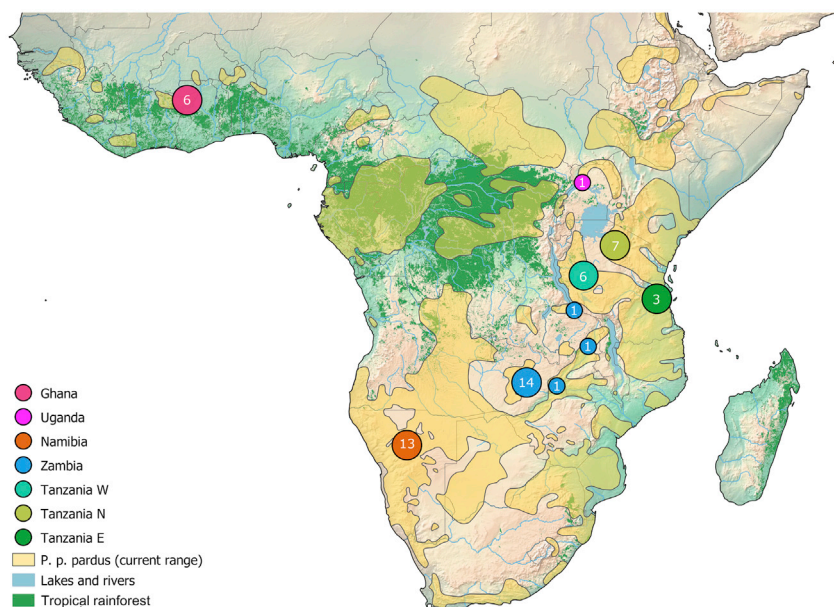 6
1
7
6
3
1
1
14
1
13
Ghana
Uganda
Namibia
Zambia
Tanzania W
Tanzania N
Tanzania E
P. p. pardus (current range)
Lakes and rivers
Tropical rainforest